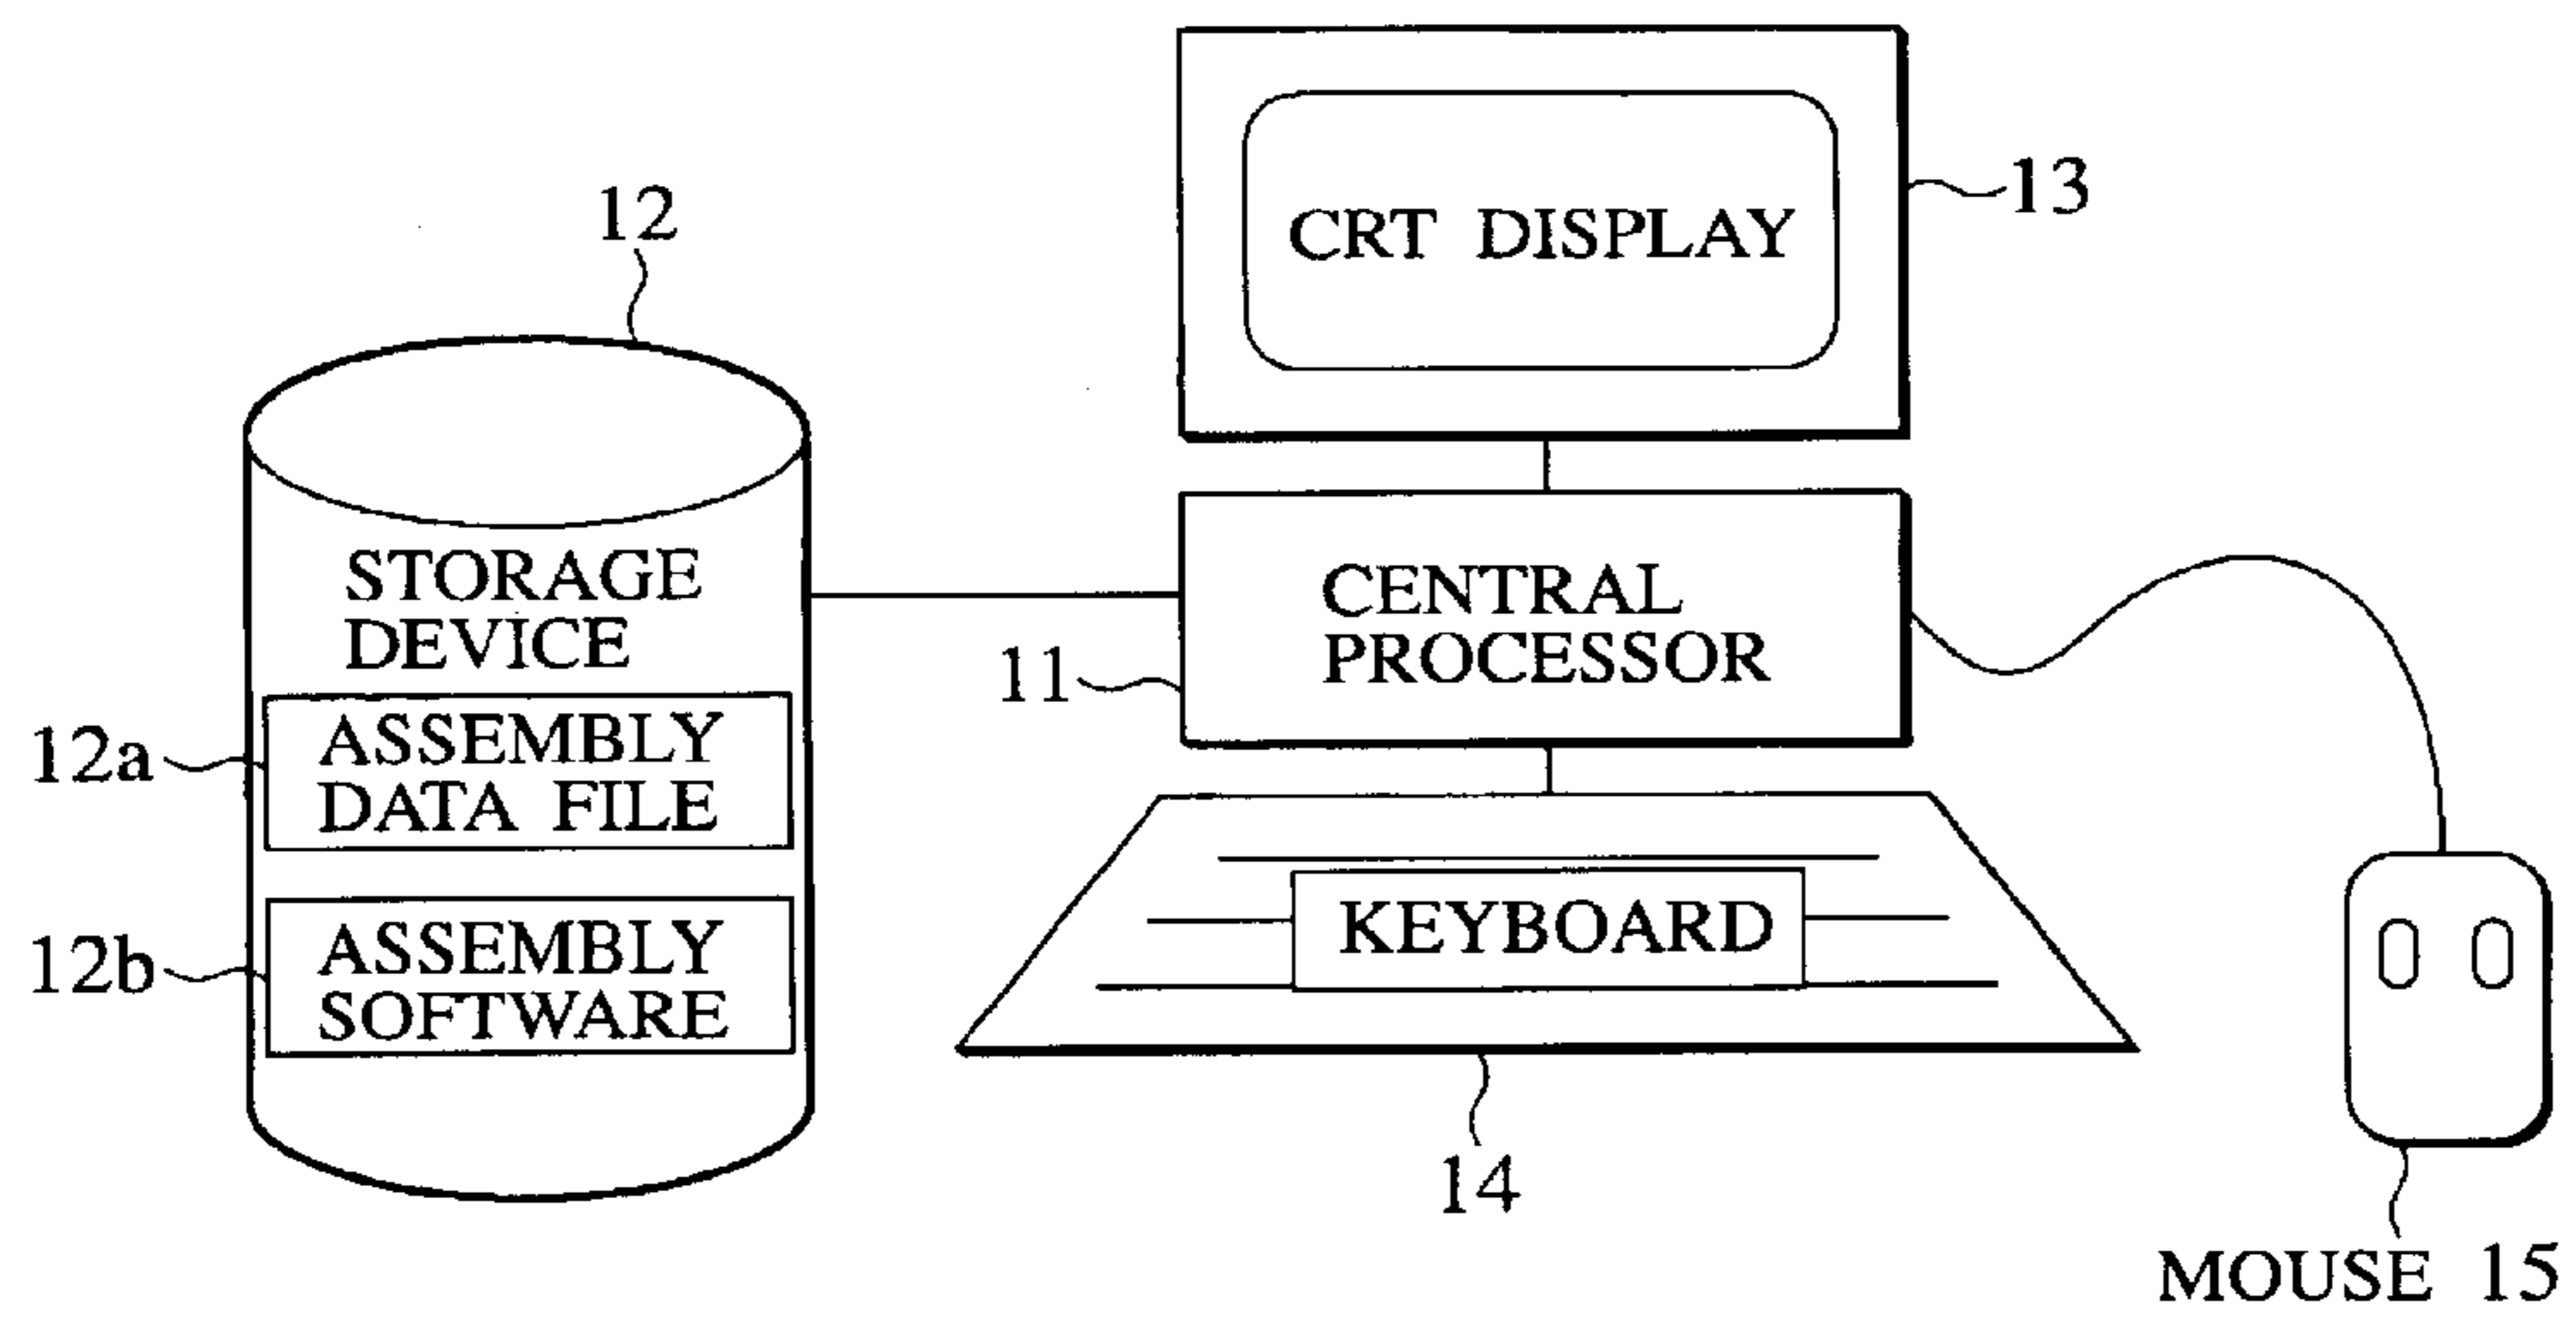 12
STORAGE
DEVICE
12a
ASSEMBLY
DATA FILE
12b
ASSEMBLY
SOFTWARE
CRT DISPLAY
13
11
CENTRAL
PROCESSOR
KEYBOARD
14
MOUSE 15